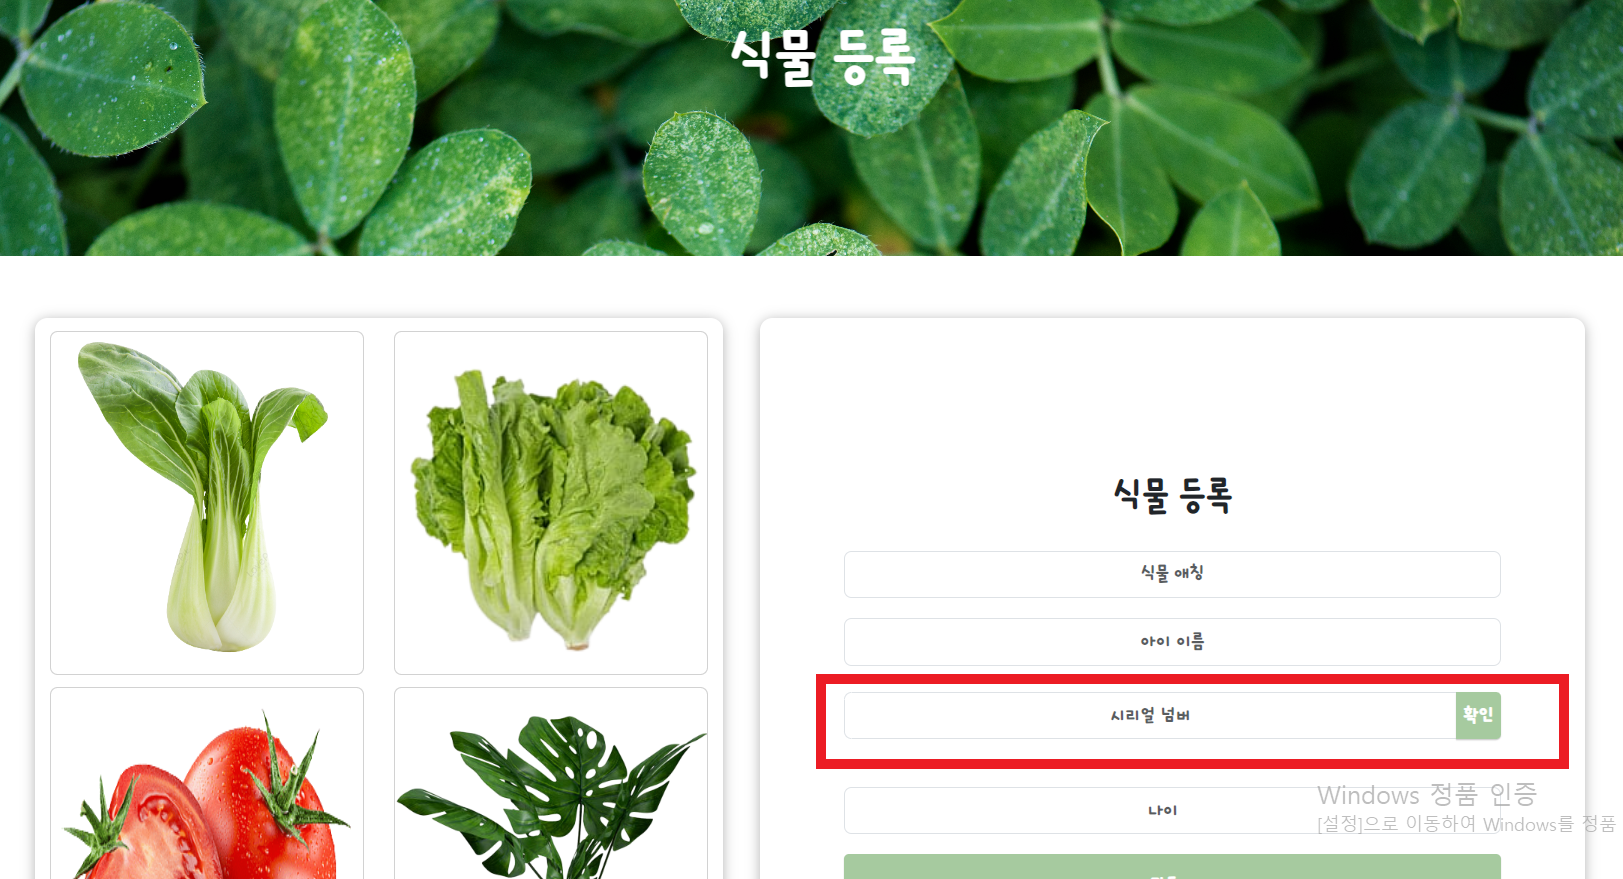 식물 등록
식물 등록
식물 애칭
아이 이름
시리얼 넘버
확인
나이
Windows 정품 인증
[설정]으로 이동하여 Windows를 정품